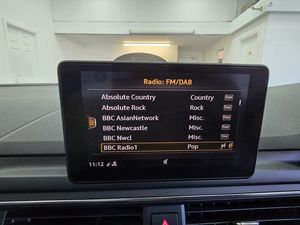 Radio: FM/DAB
Absolute Country Country
Absolute Rock Rock
BBC AsianNetwork Misc.
BBC Newcastle Misc.
BBC Nwcl Misc.
BBC Radio1 Pop
11:12